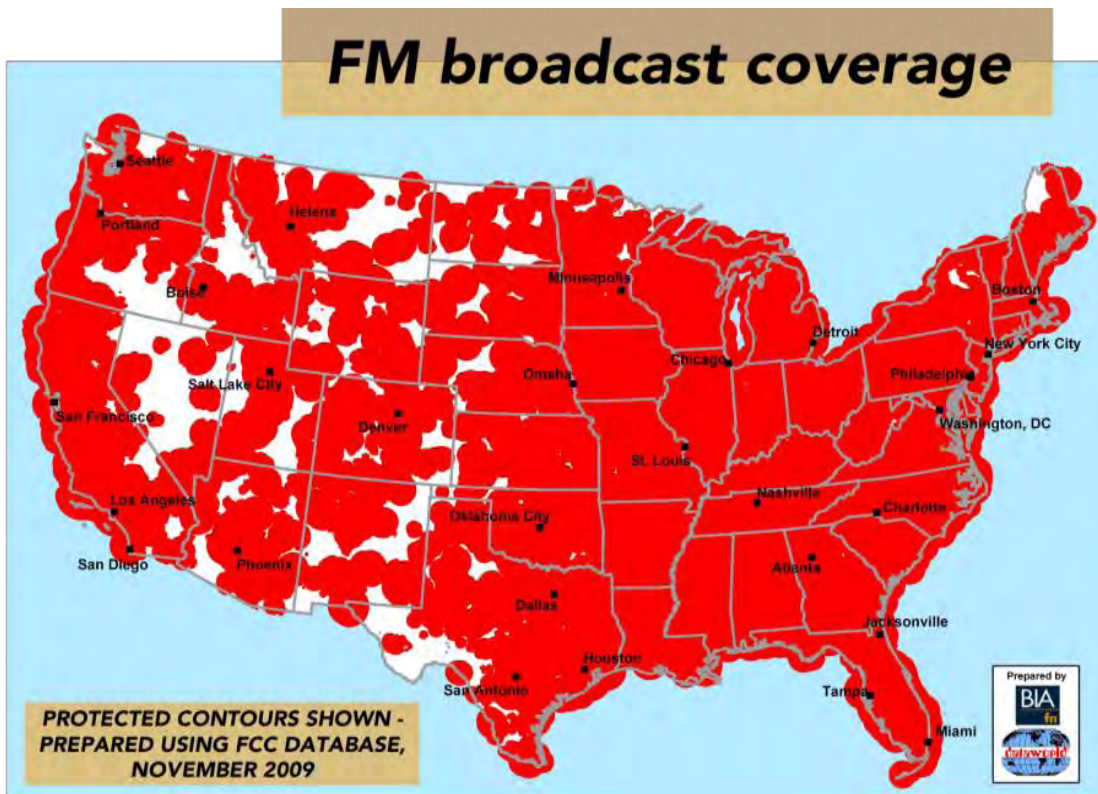 FM broadcast coverage
Seattle
Portland
Helena
Boise
Minneapolis
Boston
Detroit
New York City
Chicago
Salt Lake City
Omaha
Philadelphia
San Francisco
Denver
Washington, DC
St. Louis
Los Angeles
Nashville
Oklahoma City
Charlotte
San Diego
Phoenix
Atlanta
Dallas
Jacksonville
Houston
San Antonio
Tampa
Miami
Prepared by
BIA
fn
dataworld
PROTECTED CONTOURS SHOWN -
PREPARED USING FCC DATABASE,
NOVEMBER 2009